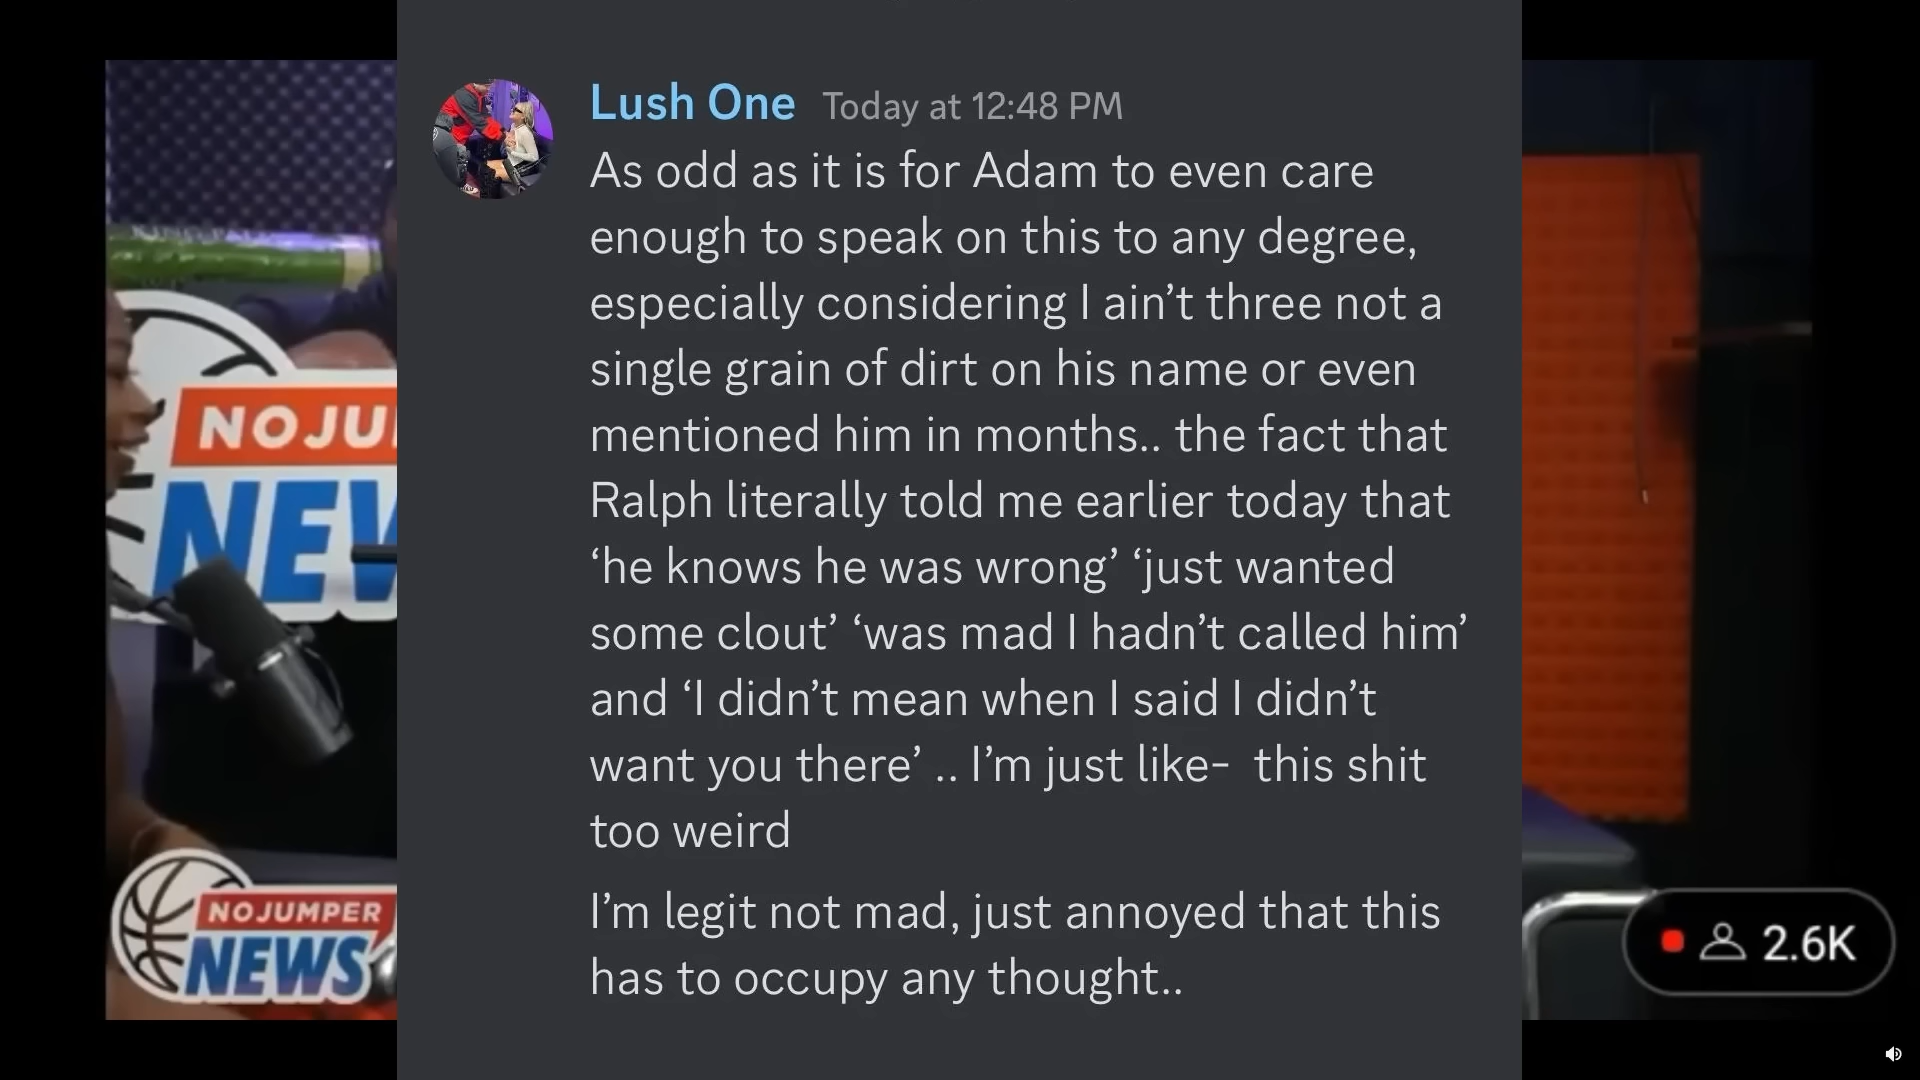 Lush One Today at 12:48 PM
As odd as it is for Adam to even care
enough to speak on this to any degree,
especially considering I ain’t three not a
single grain of dirt on his name or even
mentioned him in months.. the fact that
Ralph literally told me earlier today that
‘he knows he was wrong’ ‘just wanted
some clout’ ‘was mad I hadn’t called him’
and ‘I didn’t mean when I said I didn’t
want you there’ .. I’m just like-  this shit
too weird
I’m legit not mad, just annoyed that this
has to occupy any thought..
NOJU
NEW
NOJUMPER
NEWS
2.6K